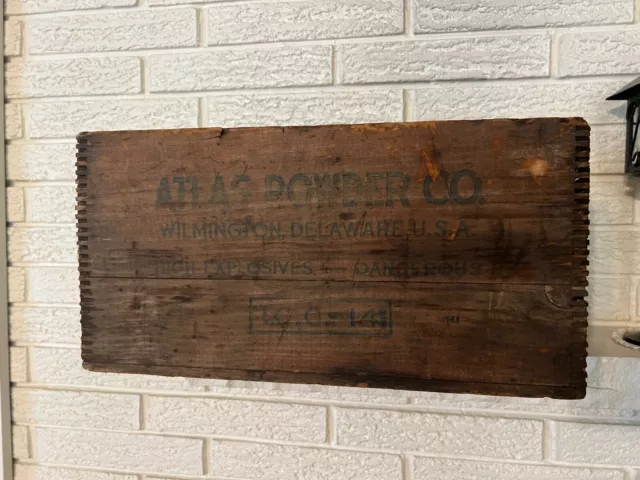 ATLAS POWDER CO.
WILMINGTON, DELAWARE, U.S.A.
HIGH EXPLOSIVES DANGEROUS
I.C.C.-14